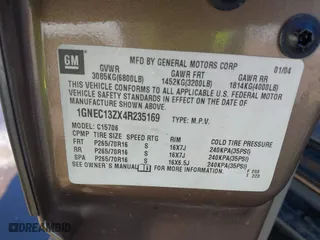 GM
MFD BY GENERAL MOTORS CORP 01/04
GVWR GAWR FRT GAWR RR
3085KG(6800LB) 1452KG(3200LB) 1814KG(4000LB)
THIS VEHICLE CONFORMS TO ALL APPLICABLE U.S. FEDERAL MOTOR
VEHICLE SAFETY STANDARDS IN EFFECT ON THE DATE OF
MANUFACTURE SHOWN ABOVE.
1GNEC13ZX4R235169 TYPE: M.P.V.
MODEL: C15706
CPMP TIRE SIZE SPEED RTG RIM COLD TIRE PRESSURE
FRT P265/70R16 S 16X7J 240KPA(35PSI)
RR P265/70R16 S 16X7J 240KPA(35PSI)
SPA P265/70R16 S 16X6.5J 240KPA(35PSI)
SEE OWNER'S MANUAL FOR MORE INFORMATION.